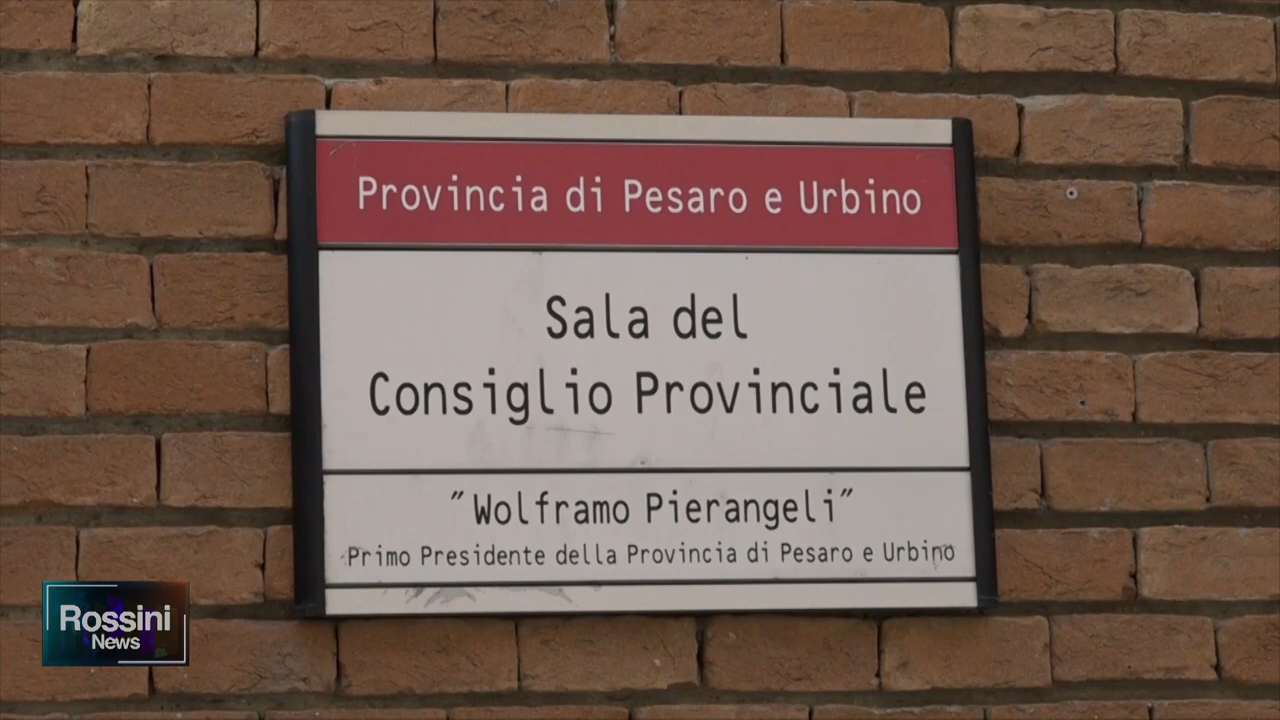 Provincia di Pesaro e Urbino
Sala del
Consiglio Provinciale
"Wolframo Pierangeli"
Primo Presidente della Provincia di Pesaro e Urbino
Rossini
News